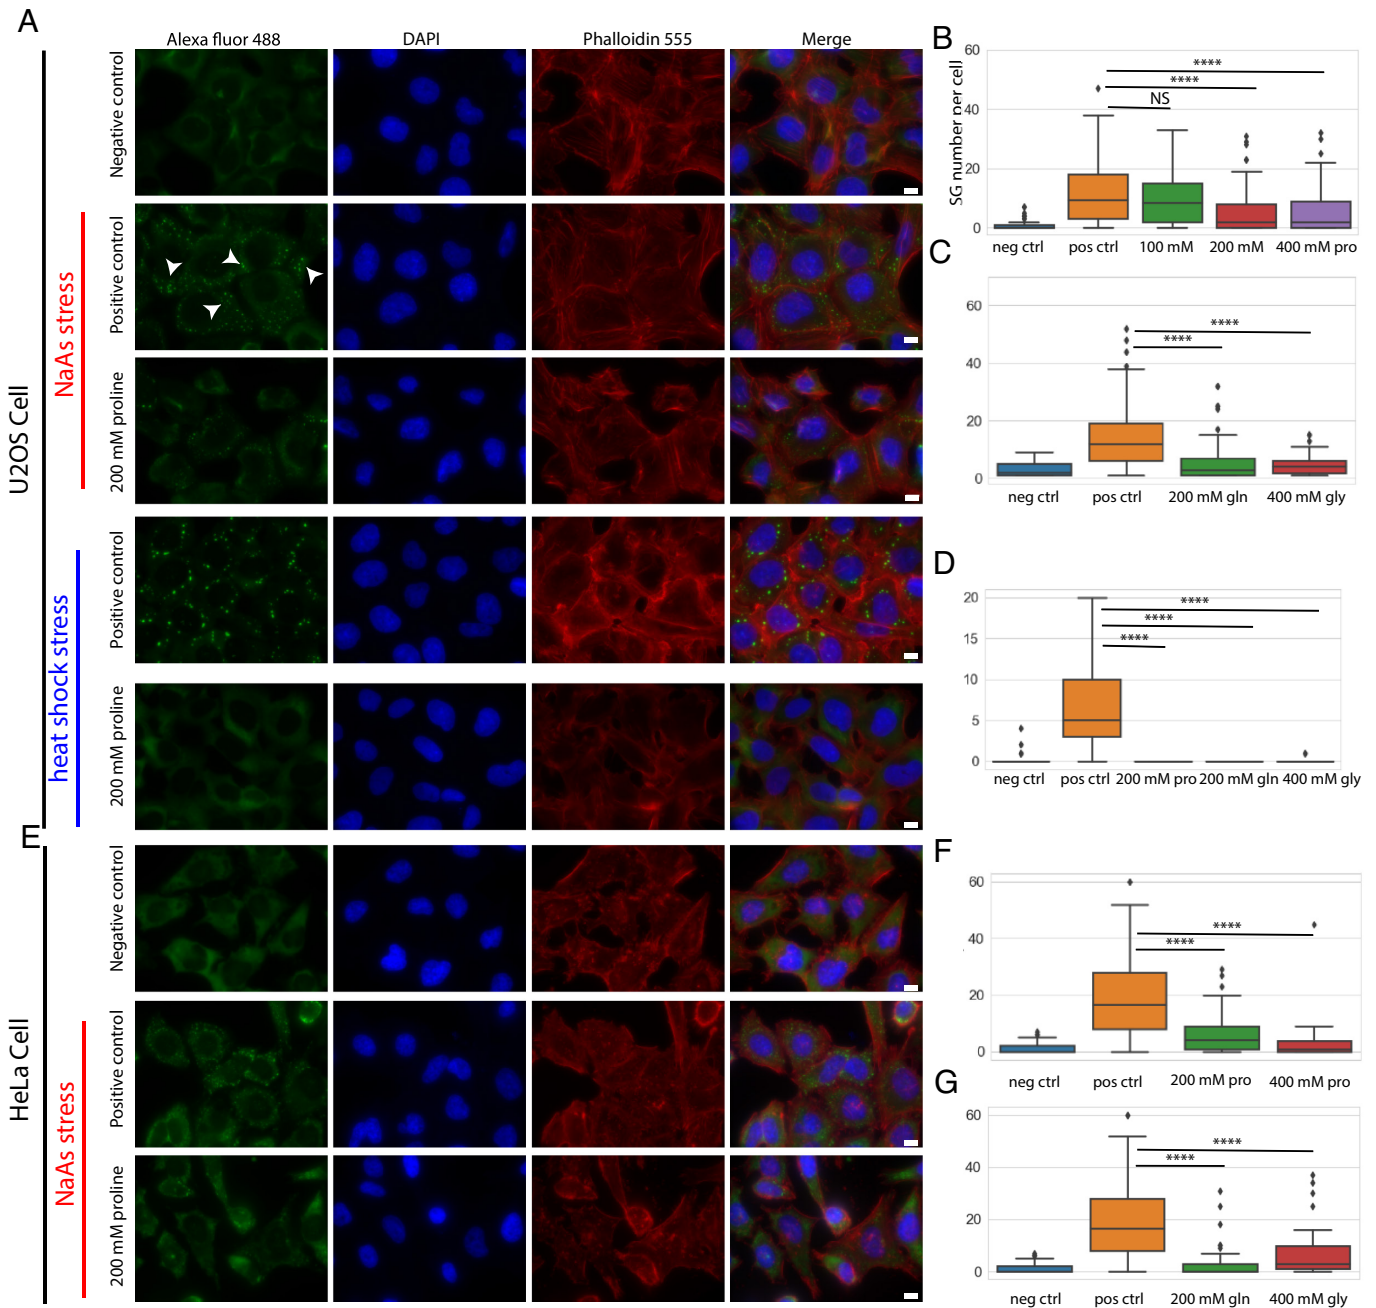 A
Alexa fluor 488 DAPI Phalloidin 555 Merge
U2OS Cell
Negative control
NaAs stress
Positive control
200 mM proline
heat shock stress
Positive control
200 mM proline
E
HeLa Cell
Negative control
NaAs stress
Positive control
200 mM proline
B
SG number per cell
60
40
20
0
****
****
NS
neg ctrl pos ctrl 100 mM 200 mM 400 mM pro
C
60
40
20
0
****
****
neg ctrl pos ctrl 200 mM gln 400 mM gly
D
20
15
10
5
0
****
****
****
neg ctrl pos ctrl 200 mM pro 200 mM gln 400 mM gly
F
60
40
20
0
****
****
neg ctrl pos ctrl 200 mM pro 400 mM pro
G
60
40
20
0
****
****
neg ctrl pos ctrl 200 mM gln 400 mM gly